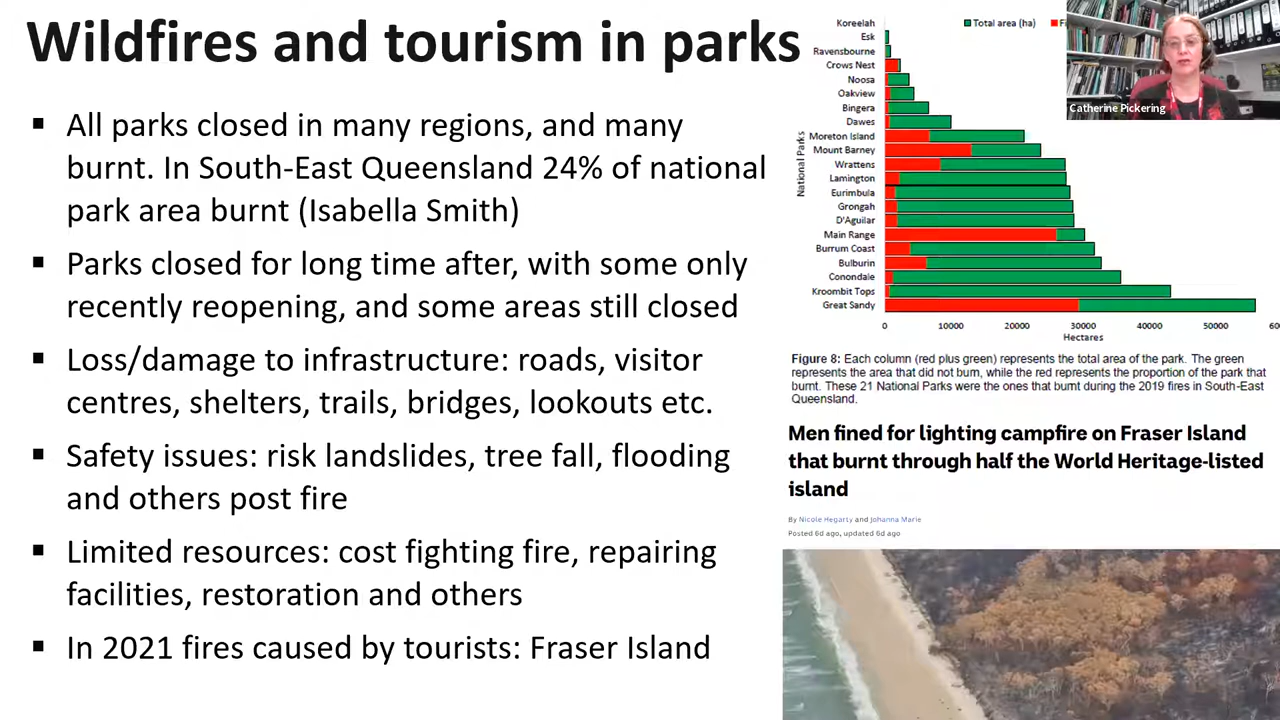 Wildfires and tourism in parks
▪ All parks closed in many regions, and many
burnt. In South-East Queensland 24% of national
park area burnt (Isabella Smith)
▪ Parks closed for long time after, with some only
recently reopening, and some areas still closed
▪ Loss/damage to infrastructure: roads, visitor
centres, shelters, trails, bridges, lookouts etc.
▪ Safety issues: risk landslides, tree fall, flooding
and others post fire
▪ Limited resources: cost fighting fire, repairing
facilities, restoration and others
▪ In 2021 fires caused by tourists: Fraser Island
Total area (ha)
National Parks
Koreelah
Esk
Ravensbourne
Crows Nest
Noosa
Oakview
Bingera
Dawes
Moreton Island
Mount Barney
Wrattens
Lamington
Eurimbula
Grongah
D'Aguilar
Main Range
Burrum Coast
Bulburin
Conondale
Kroombit Tops
Great Sandy
0 10000 20000 30000 40000 50000
Hectares
Catherine Pickering
Figure 8: Each column (red plus green) represents the total area of the park. The green
represents the area that did not burn, while the red represents the proportion of the park that
burnt. These 21 National Parks were the ones that burnt during the 2019 fires in South-East
Queensland.
Men fined for lighting campfire on Fraser Island
that burnt through half the World Heritage-listed
island
By Nicole Hegarty and Johanna Marie
Posted 6d ago, updated 6d ago